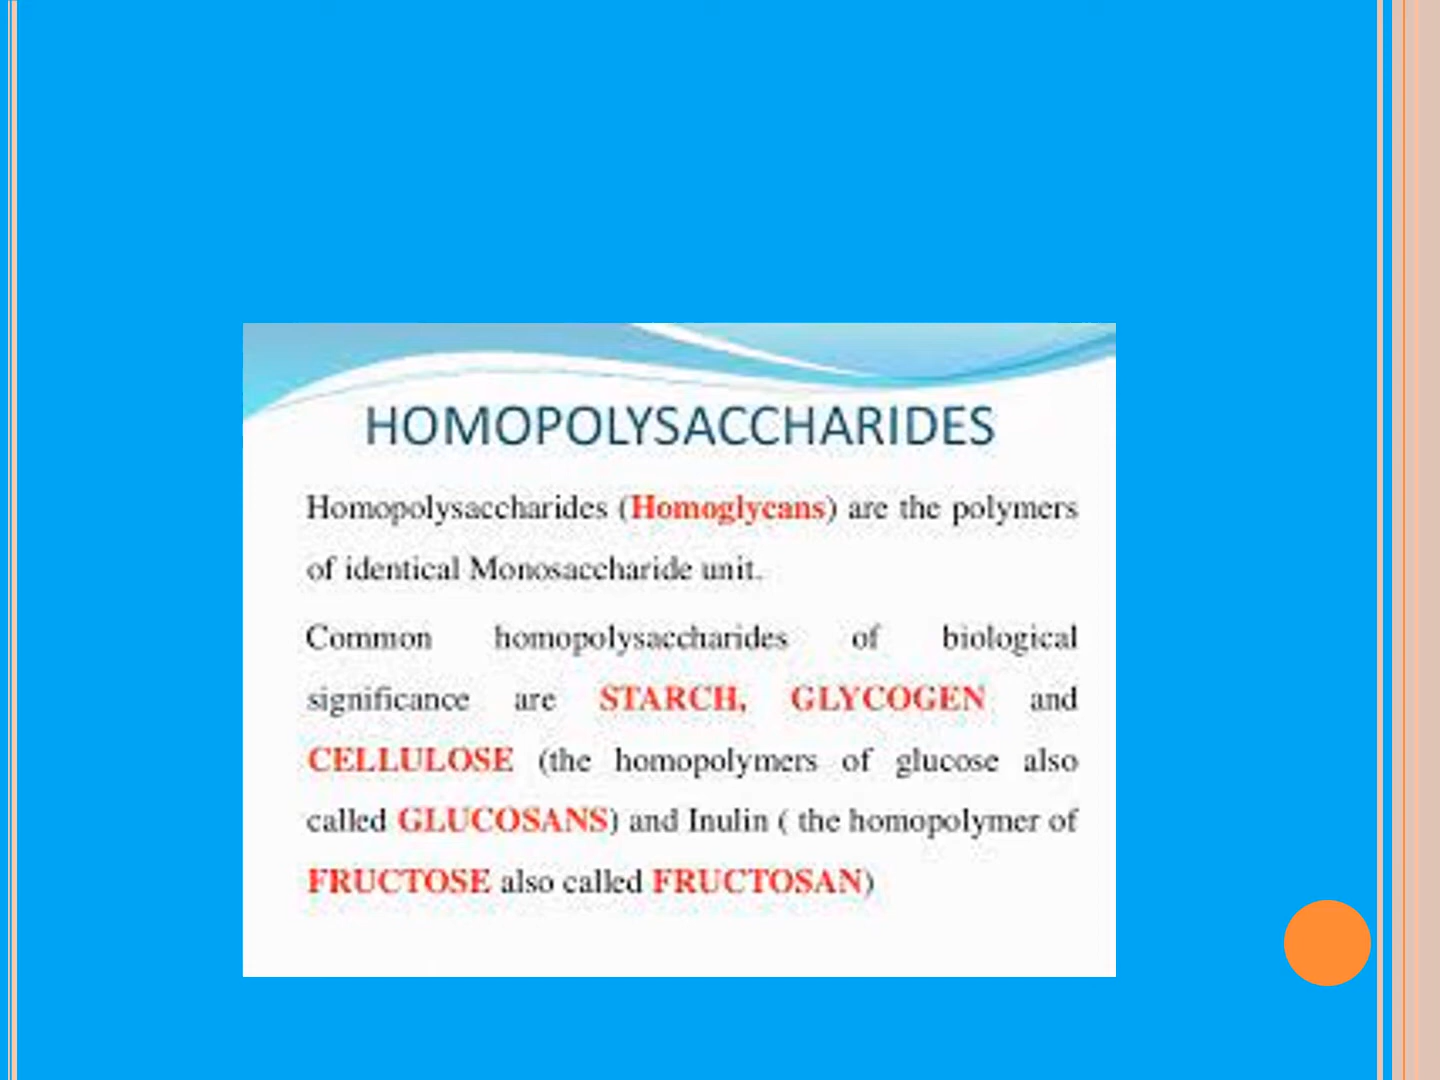 HOMOPOLYSACCHARIDES
Homopolysaccharides (Homoglycans) are the polymers
of identical Monosaccharide unit.
Common homopolysaccharides of biological
significance are STARCH, GLYCOGEN and
CELLULOSE (the homopolymers of glucose also
called GLUCOSANS) and Inulin ( the homopolymer of
FRUCTOSE also called FRUCTOSAN)